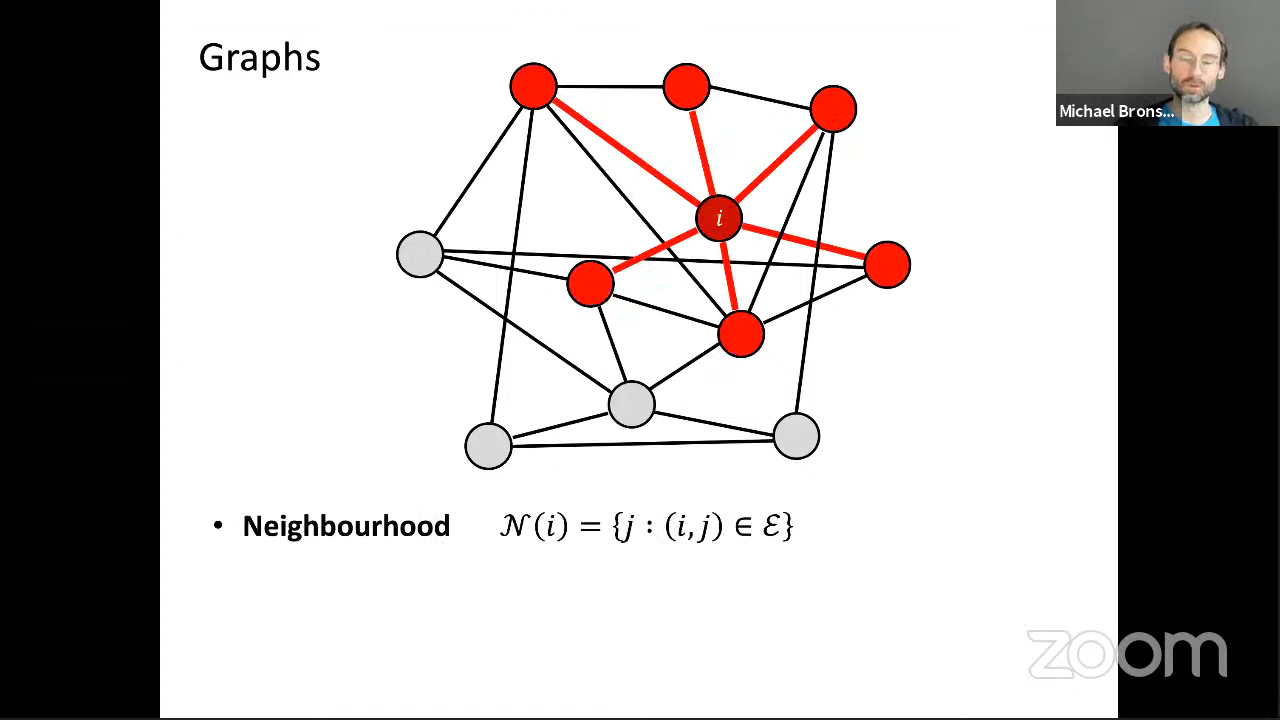 Graphs
Michael Brons...
i
• Neighbourhood 𝒩(i) = {j : (i, j) ∈ ℰ}
zoom